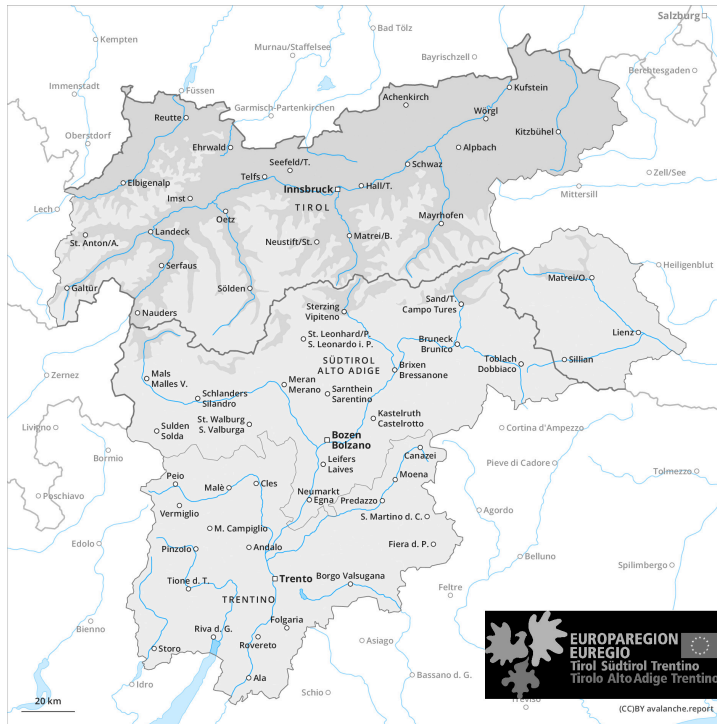 Salzburg
Kempten
Bad Tölz
Murnau/Staffelsee
Bayrischzell
Berchtesgaden
Immenstadt
Füssen
Garmisch-Partenkirchen
Achenkirch
Kufstein
Reutte
Wörgl
Kitzbühel
Oberstdorf
Ehrwald
Seefeld/T.
Alpbach
Schwaz
Zell/See
Telfs
Elbigenalp
Innsbruck
Hall/T.
Mittersill
Imst
TIROL
Lech
Oetz
Mayrhofen
Landeck
St. Anton/A.
Neustift/St.
Matrei/B.
Serfaus
Heiligenblut
Matrei/O.
Galtür
Sölden
Nauders
Sterzing
Vipiteno
Sand/T.
Campo Tures
St. Leonhard/P.
S. Leonardo i. P.
Lienz
Bruneck
Brunico
SÜDTIROL
ALTO ADIGE
Toblach
Dobbiaco
Sillian
Brixen
Bressanone
Zernez
Mals
Malles V.
Meran
Merano
Sarnthein
Sarentino
Schlanders
Silandro
Kastelruth
Castelrotto
St. Walburg
S. Valburga
Sulden
Solda
Livigno
Cortina d'Ampezzo
Bozen
Bolzano
Bormio
Canazei
Leifers
Laives
Pieve di Cadore
Tolmezzo
Peio
Moena
Malè
Cles
Neumarkt
Egna
Predazzo
Poschiavo
Vermiglio
Agordo
S. Martino d. C.
M. Campiglio
Edolo
Pinzolo
Andalo
Fiera d. P.
Belluno
Spilimbergo
Tione d. T.
Trento
Borgo Valsugana
Feltre
TRENTINO
Bienno
Folgaria
Riva d. G.
Rovereto
Asiago
Storo
Ala
Idro
Schio
Bassano d. G.
EUROPAREGION
EUREGIO
Tirol Südtirol Trentino
Tirolo Alto Adige Trentino
Treviso
20 km
(CC)BY avalanche.report